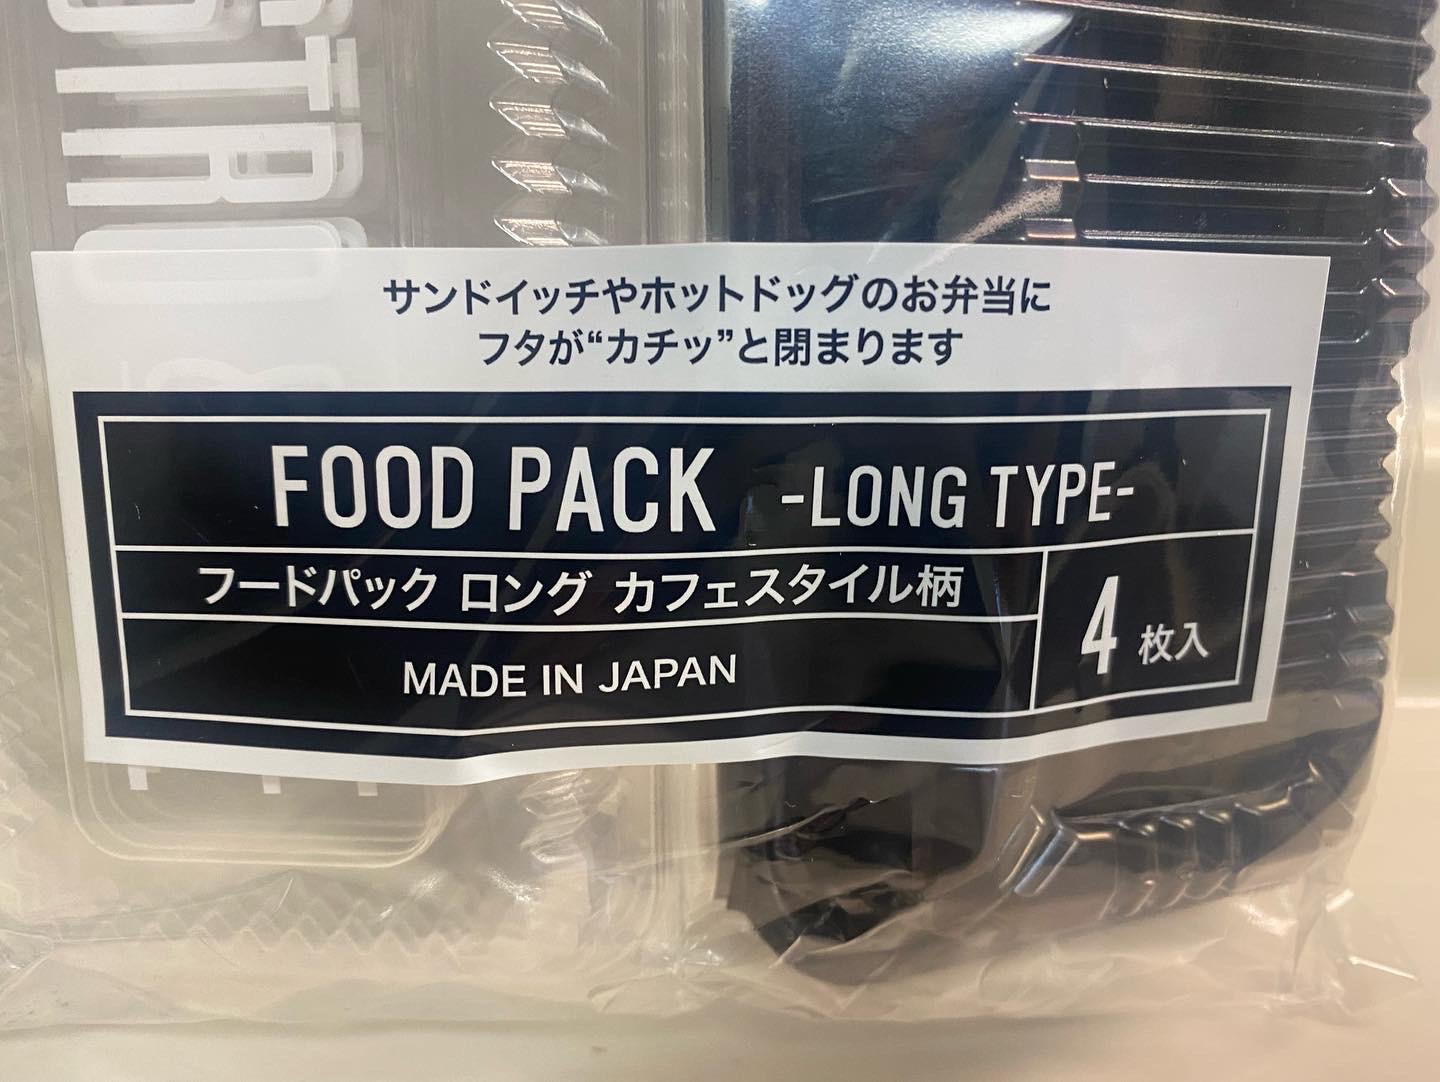 サンドイッチやホットドッグのお弁当に
フタが“カチッ”と閉まります
FOOD PACK -LONG TYPE-
フードパック ロング カフェスタイル柄
4枚入
MADE IN JAPAN